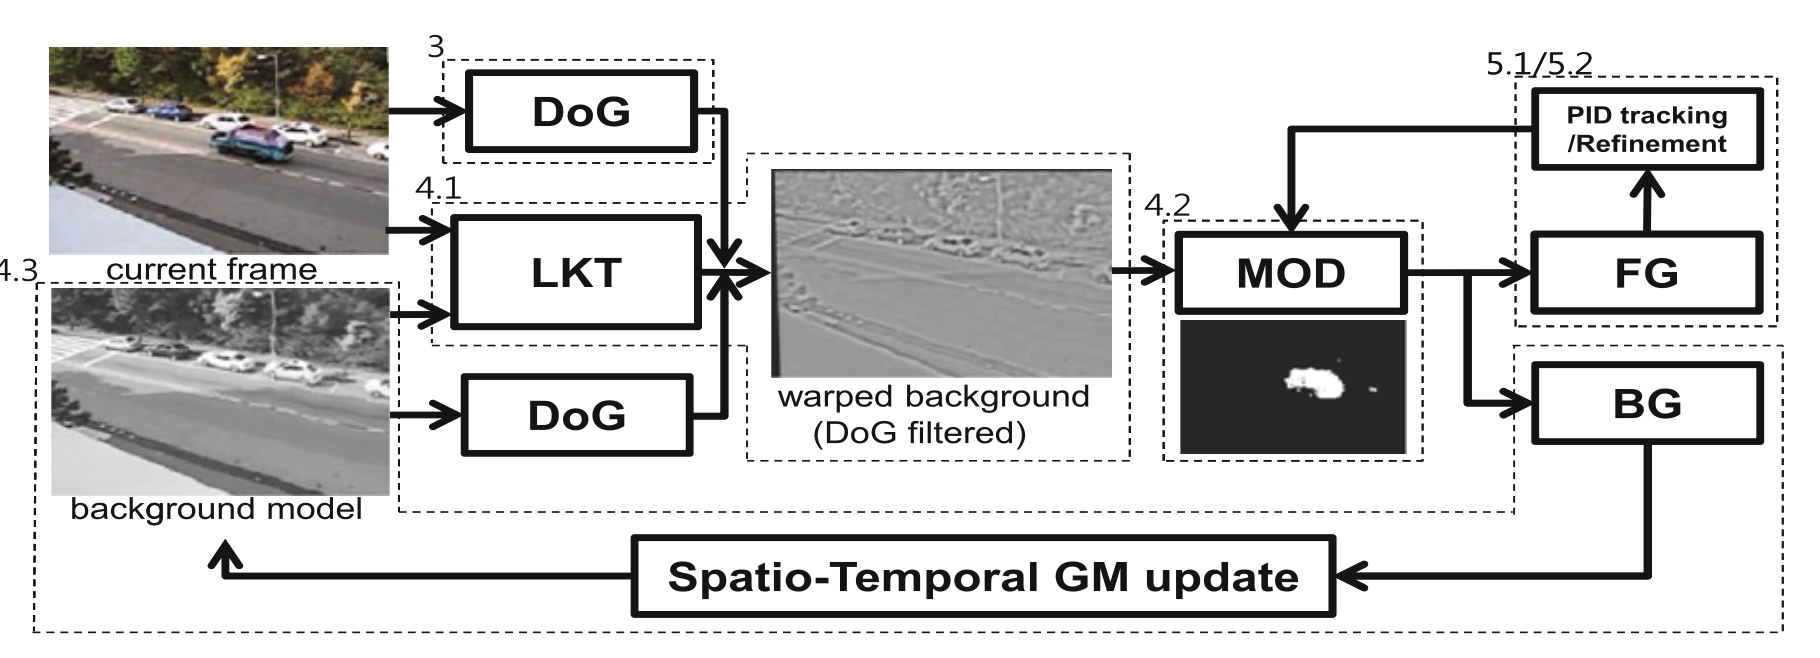 3
DoG
5.1/5.2
PID tracking
/Refinement
4.1
LKT
4.2
MOD
FG
current frame
4.3
DoG
warped background
(DoG filtered)
BG
background model
Spatio-Temporal GM update